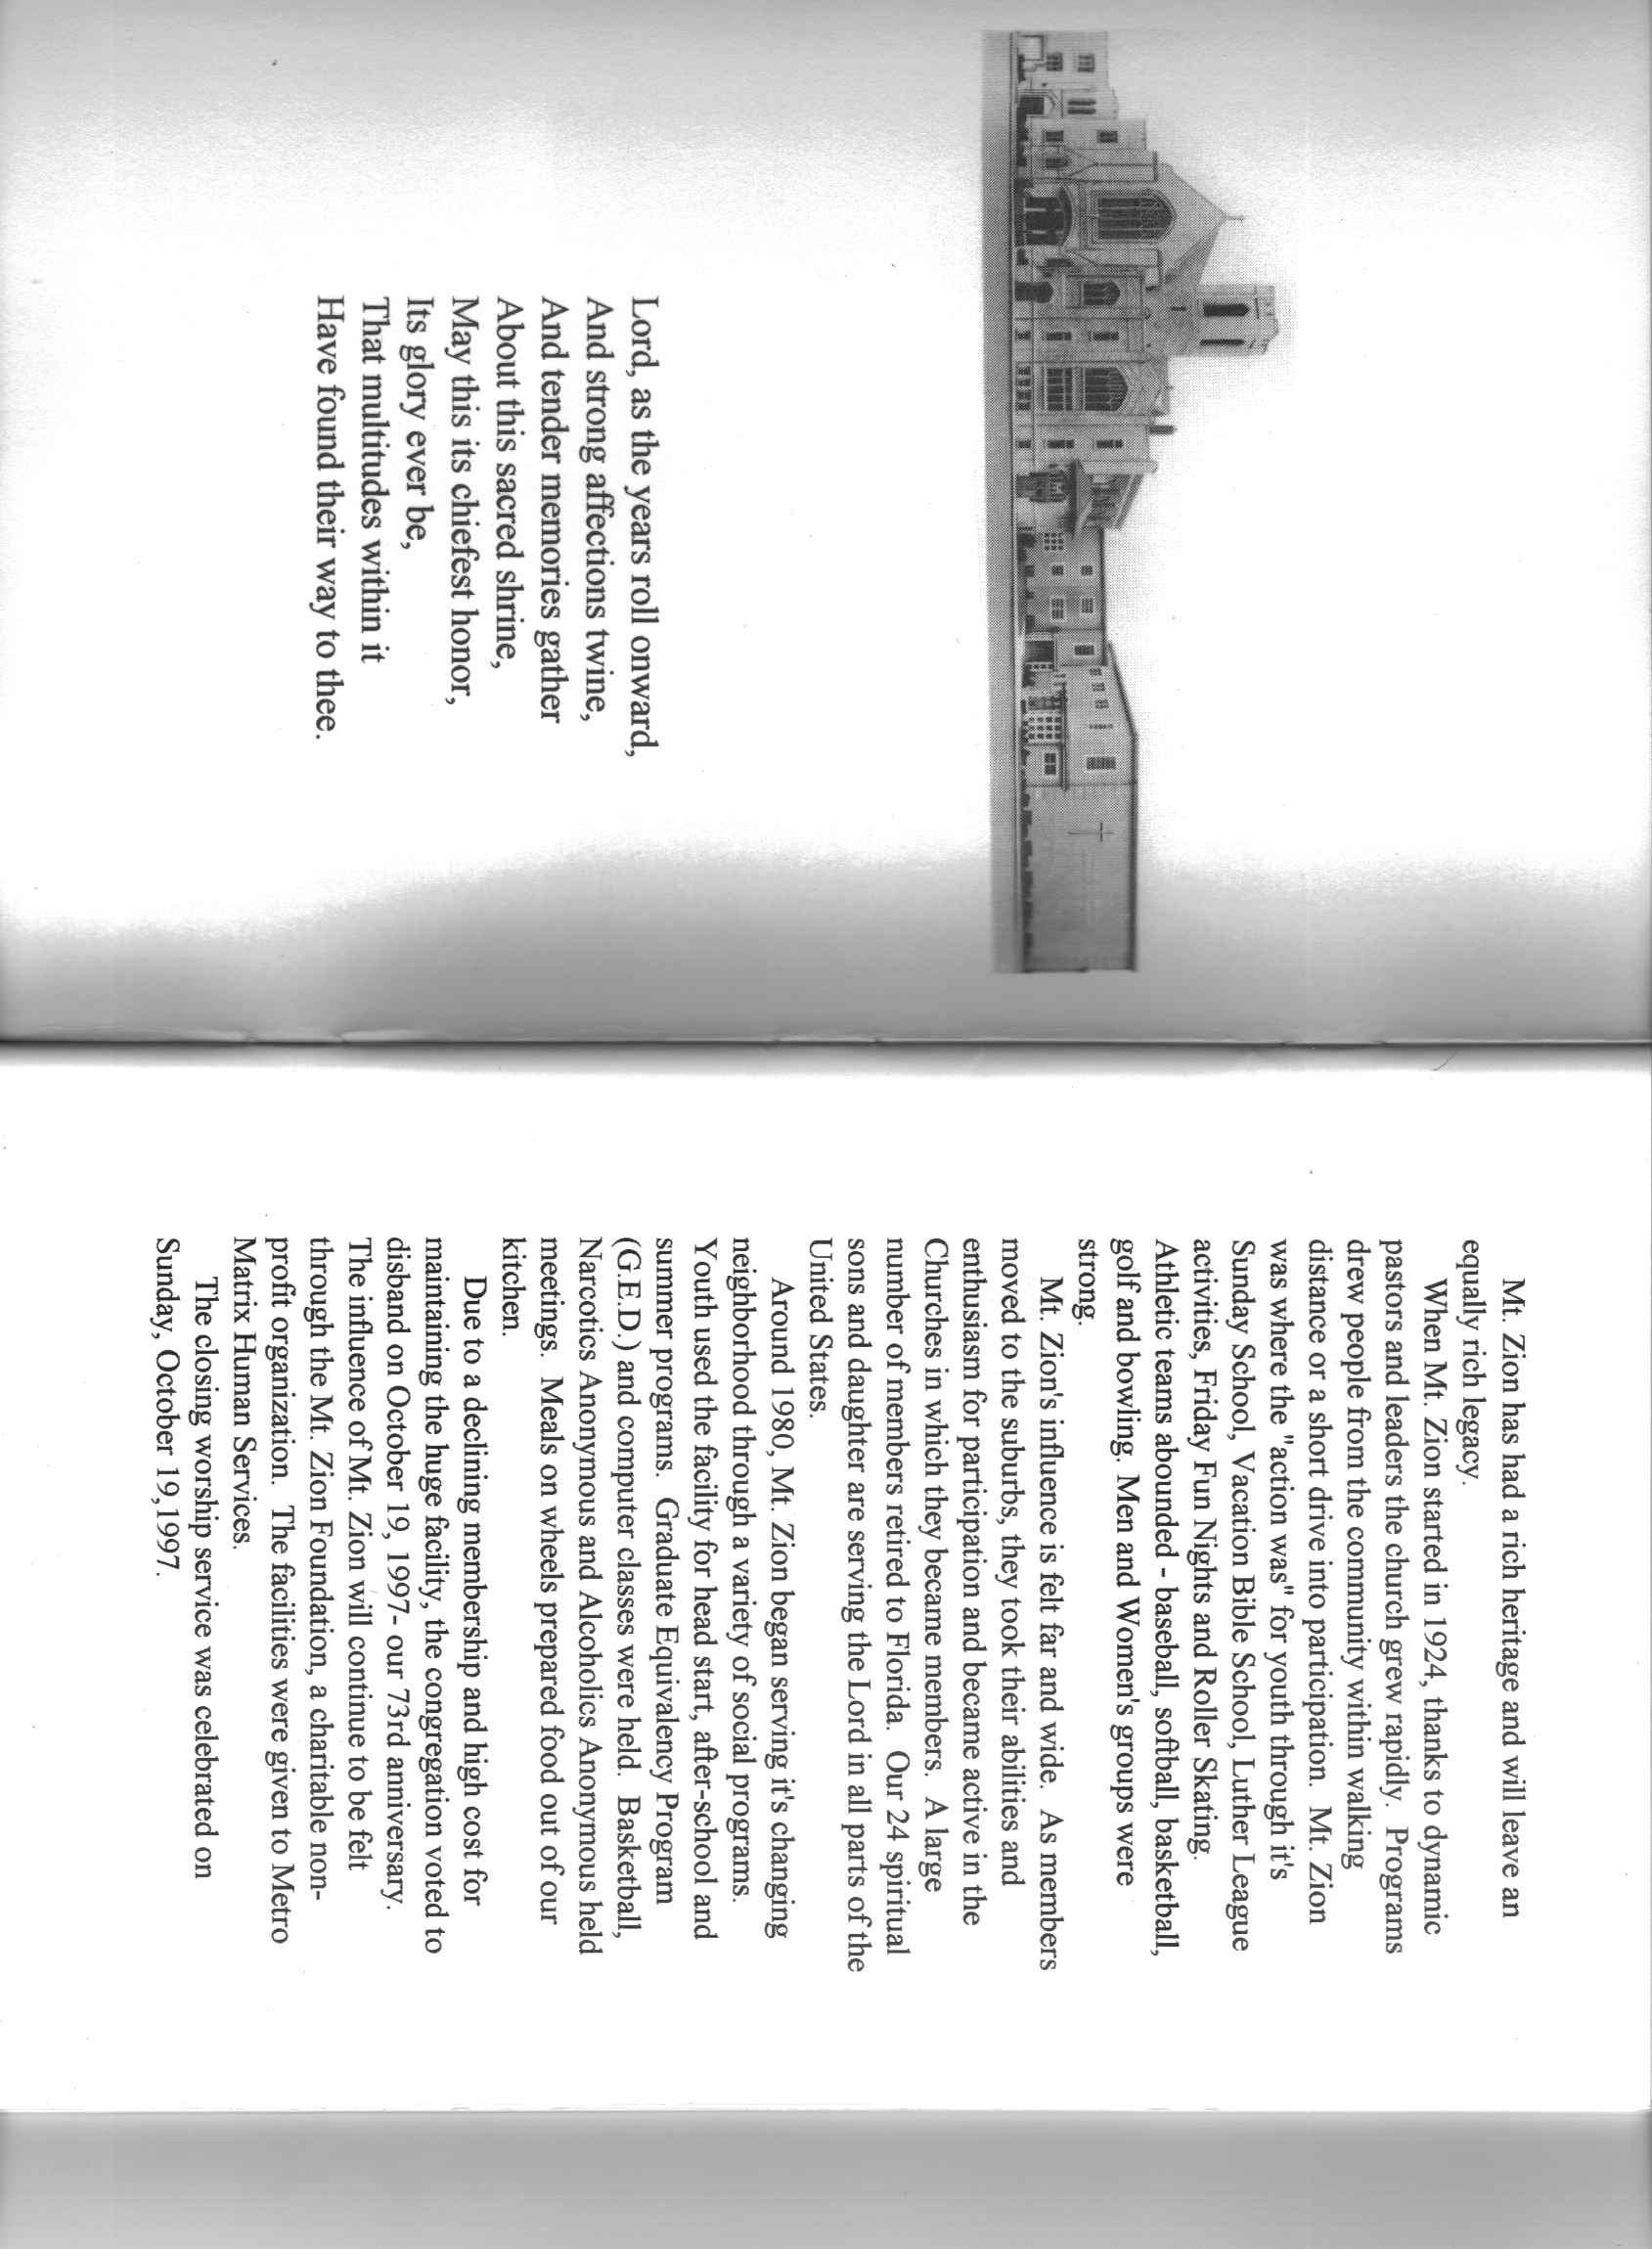 Lord, as the years roll onward,
And strong affections twine,
And tender memories gather
About this sacred shrine,
May this its chiefest honor,
Its glory ever be,
That multitudes within it
Have found their way to thee.
Mt. Zion has had a rich heritage and will leave an
equally rich legacy.
When Mt. Zion started in 1924, thanks to dynamic
pastors and leaders the church grew rapidly. Programs
drew people from the community within walking
distance or a short drive into participation. Mt. Zion
was where the "action was" for youth through it's
Sunday School, Vacation Bible School, Luther League
activities, Friday Fun Nights and Roller Skating.
Athletic teams abounded - baseball, softball, basketball,
golf and bowling. Men and Women's groups were
strong.
Mt. Zion's influence is felt far and wide. As members
moved to the suburbs, they took their abilities and
enthusiasm for participation and became active in the
Churches in which they became members. A large
number of members retired to Florida. Our 24 spiritual
sons and daughter are serving the Lord in all parts of the
United States.
Around 1980, Mt. Zion began serving it's changing
neighborhood through a variety of social programs.
Youth used the facility for head start, after-school and
summer programs. Graduate Equivalency Program
(G.E.D.) and computer classes were held. Basketball,
Narcotics Anonymous and Alcoholics Anonymous held
meetings. Meals on wheels prepared food out of our
kitchen.
Due to a declining membership and high cost for
maintaining the huge facility, the congregation voted to
disband on October 19, 1997- our 73rd anniversary.
The influence of Mt. Zion will continue to be felt
through the Mt. Zion Foundation, a charitable non-
profit organization. The facilities were given to Metro
Matrix Human Services.
The closing worship service was celebrated on
Sunday, October 19,1997.